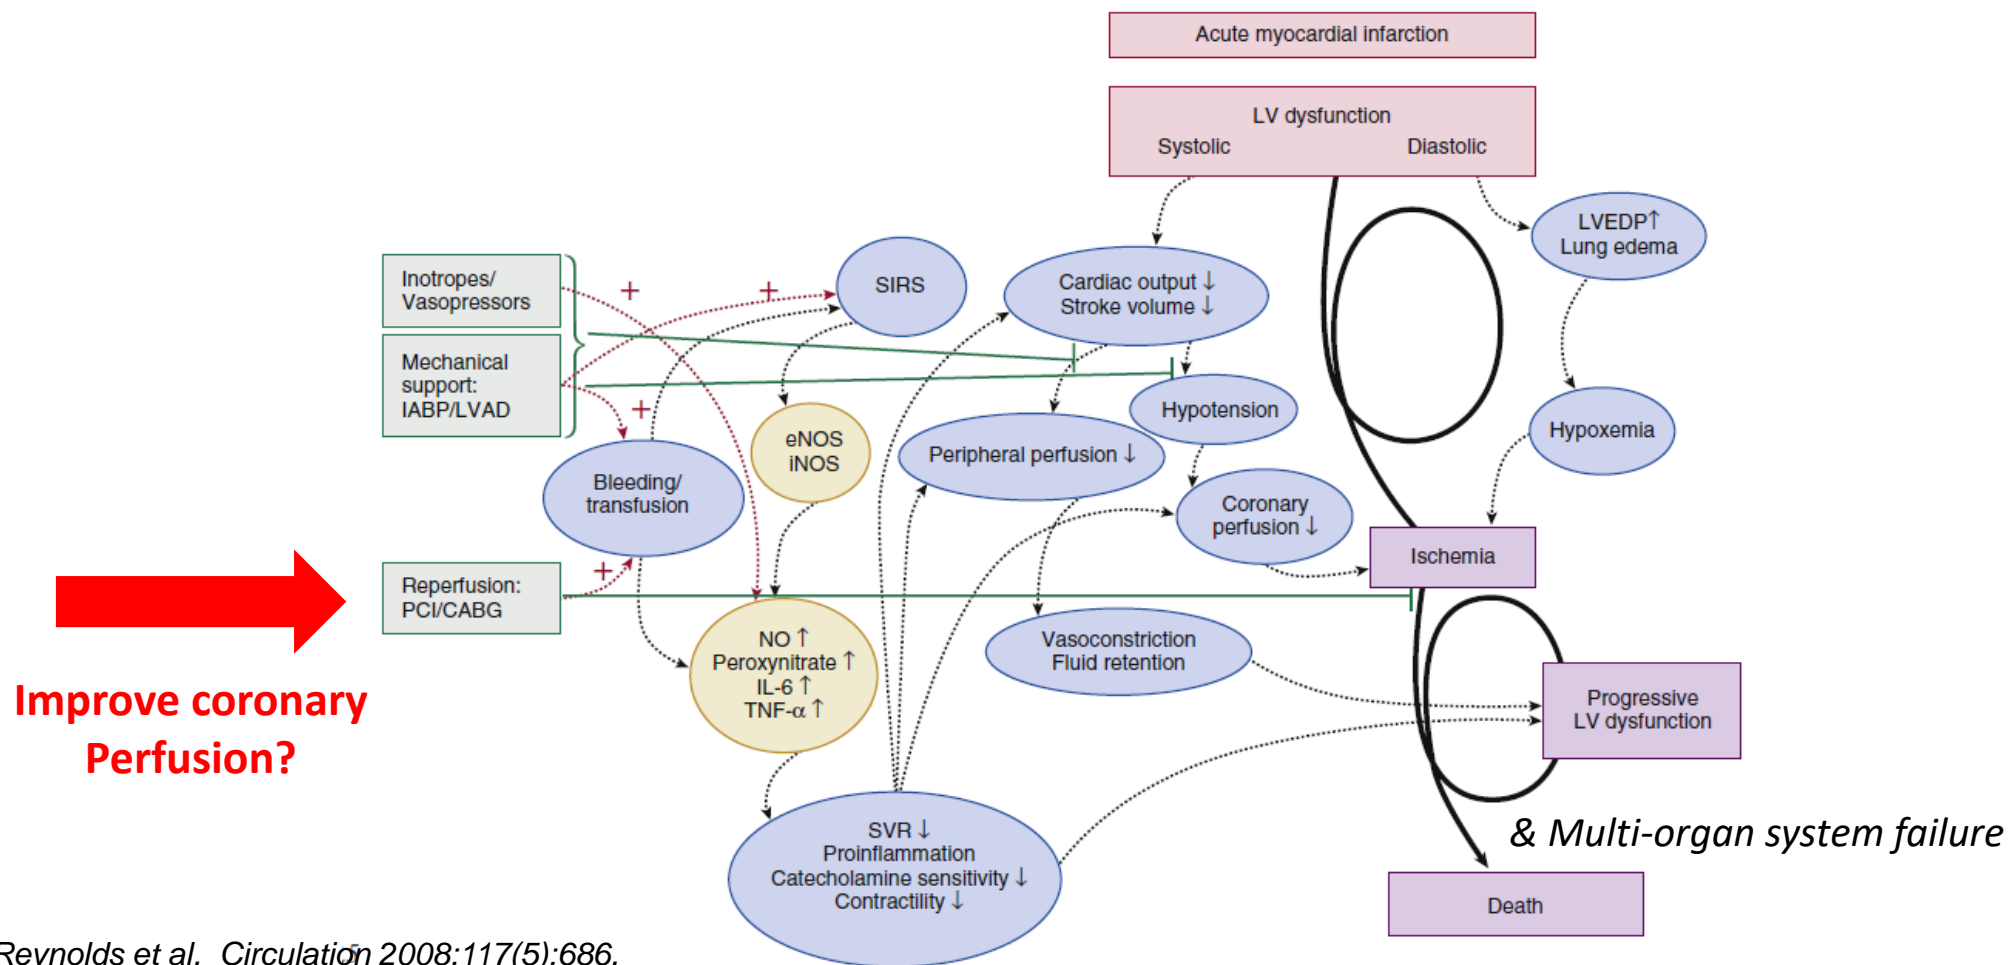 Acute myocardial infarction
LV dysfunction
Systolic Diastolic
LVEDP↑
Lung edema
Inotropes/
Vasopressors
+
+
SIRS
Cardiac output ↓
Stroke volume ↓
Mechanical
support:
IABP/LVAD
+
Hypotension
Hypoxemia
eNOS
iNOS
Peripheral perfusion ↓
Bleeding/
transfusion
Coronary
perfusion ↓
Ischemia
Reperfusion:
PCI/CABG
+
NO ↑
Peroxynitrate ↑
IL-6 ↑
TNF-α ↑
Vasoconstriction
Fluid retention
Improve coronary
Perfusion?
Progressive
LV dysfunction
SVR ↓
Proinflammation
Catecholamine sensitivity ↓
Contractility ↓
& Multi-organ system failure
Death
Reynolds et al. Circulation 2008:117(5):686.
5